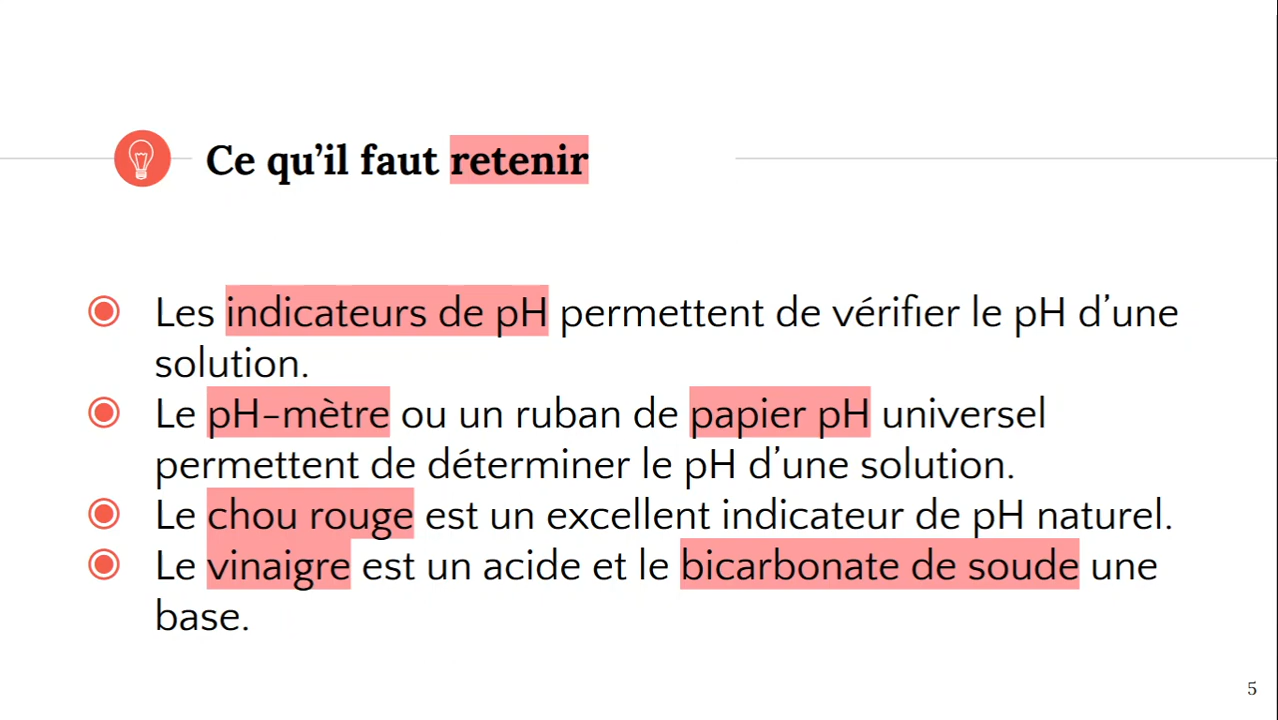 Ce qu’il faut retenir
Les indicateurs de pH permettent de vérifier le pH d’une
solution.
Le pH-mètre ou un ruban de papier pH universel
permettent de déterminer le pH d’une solution.
Le chou rouge est un excellent indicateur de pH naturel.
Le vinaigre est un acide et le bicarbonate de soude une
base.
5